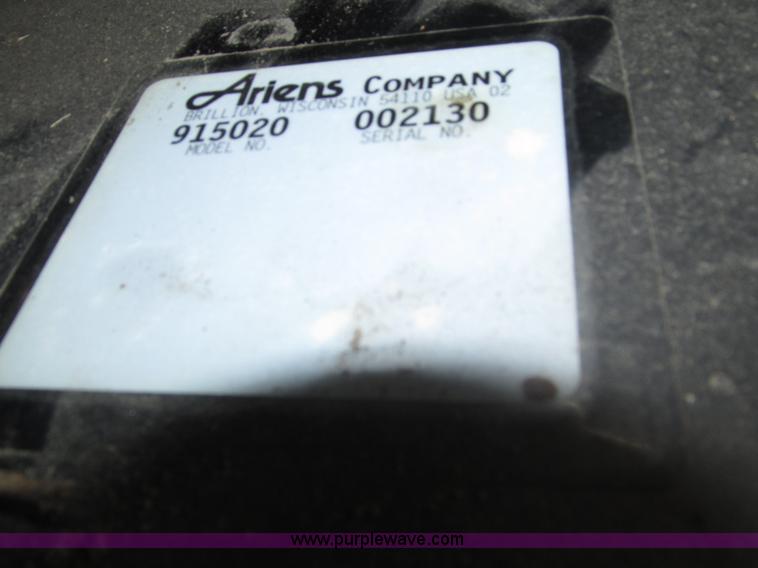 Ariens COMPANY
BRILLION, WISCONSIN 54110 USA 02
915020 002130
MODEL NO. SERIAL NO.
www.purplewave.com